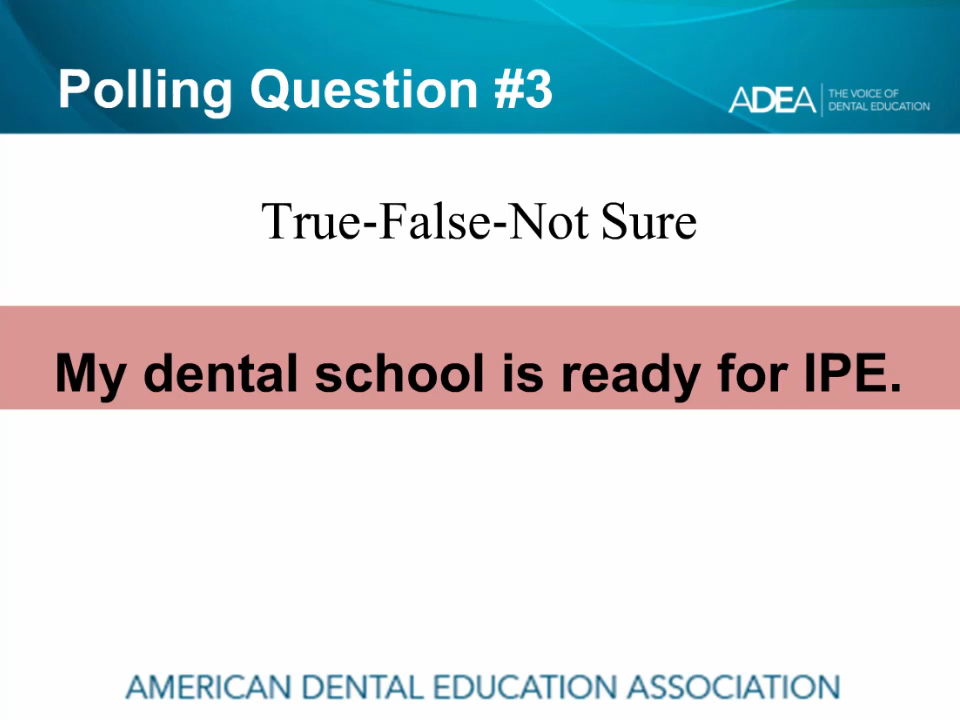 Polling Question #3
ADEA
THE VOICE OF
DENTAL EDUCATION
True-False-Not Sure
My dental school is ready for IPE.
AMERICAN DENTAL EDUCATION ASSOCIATION